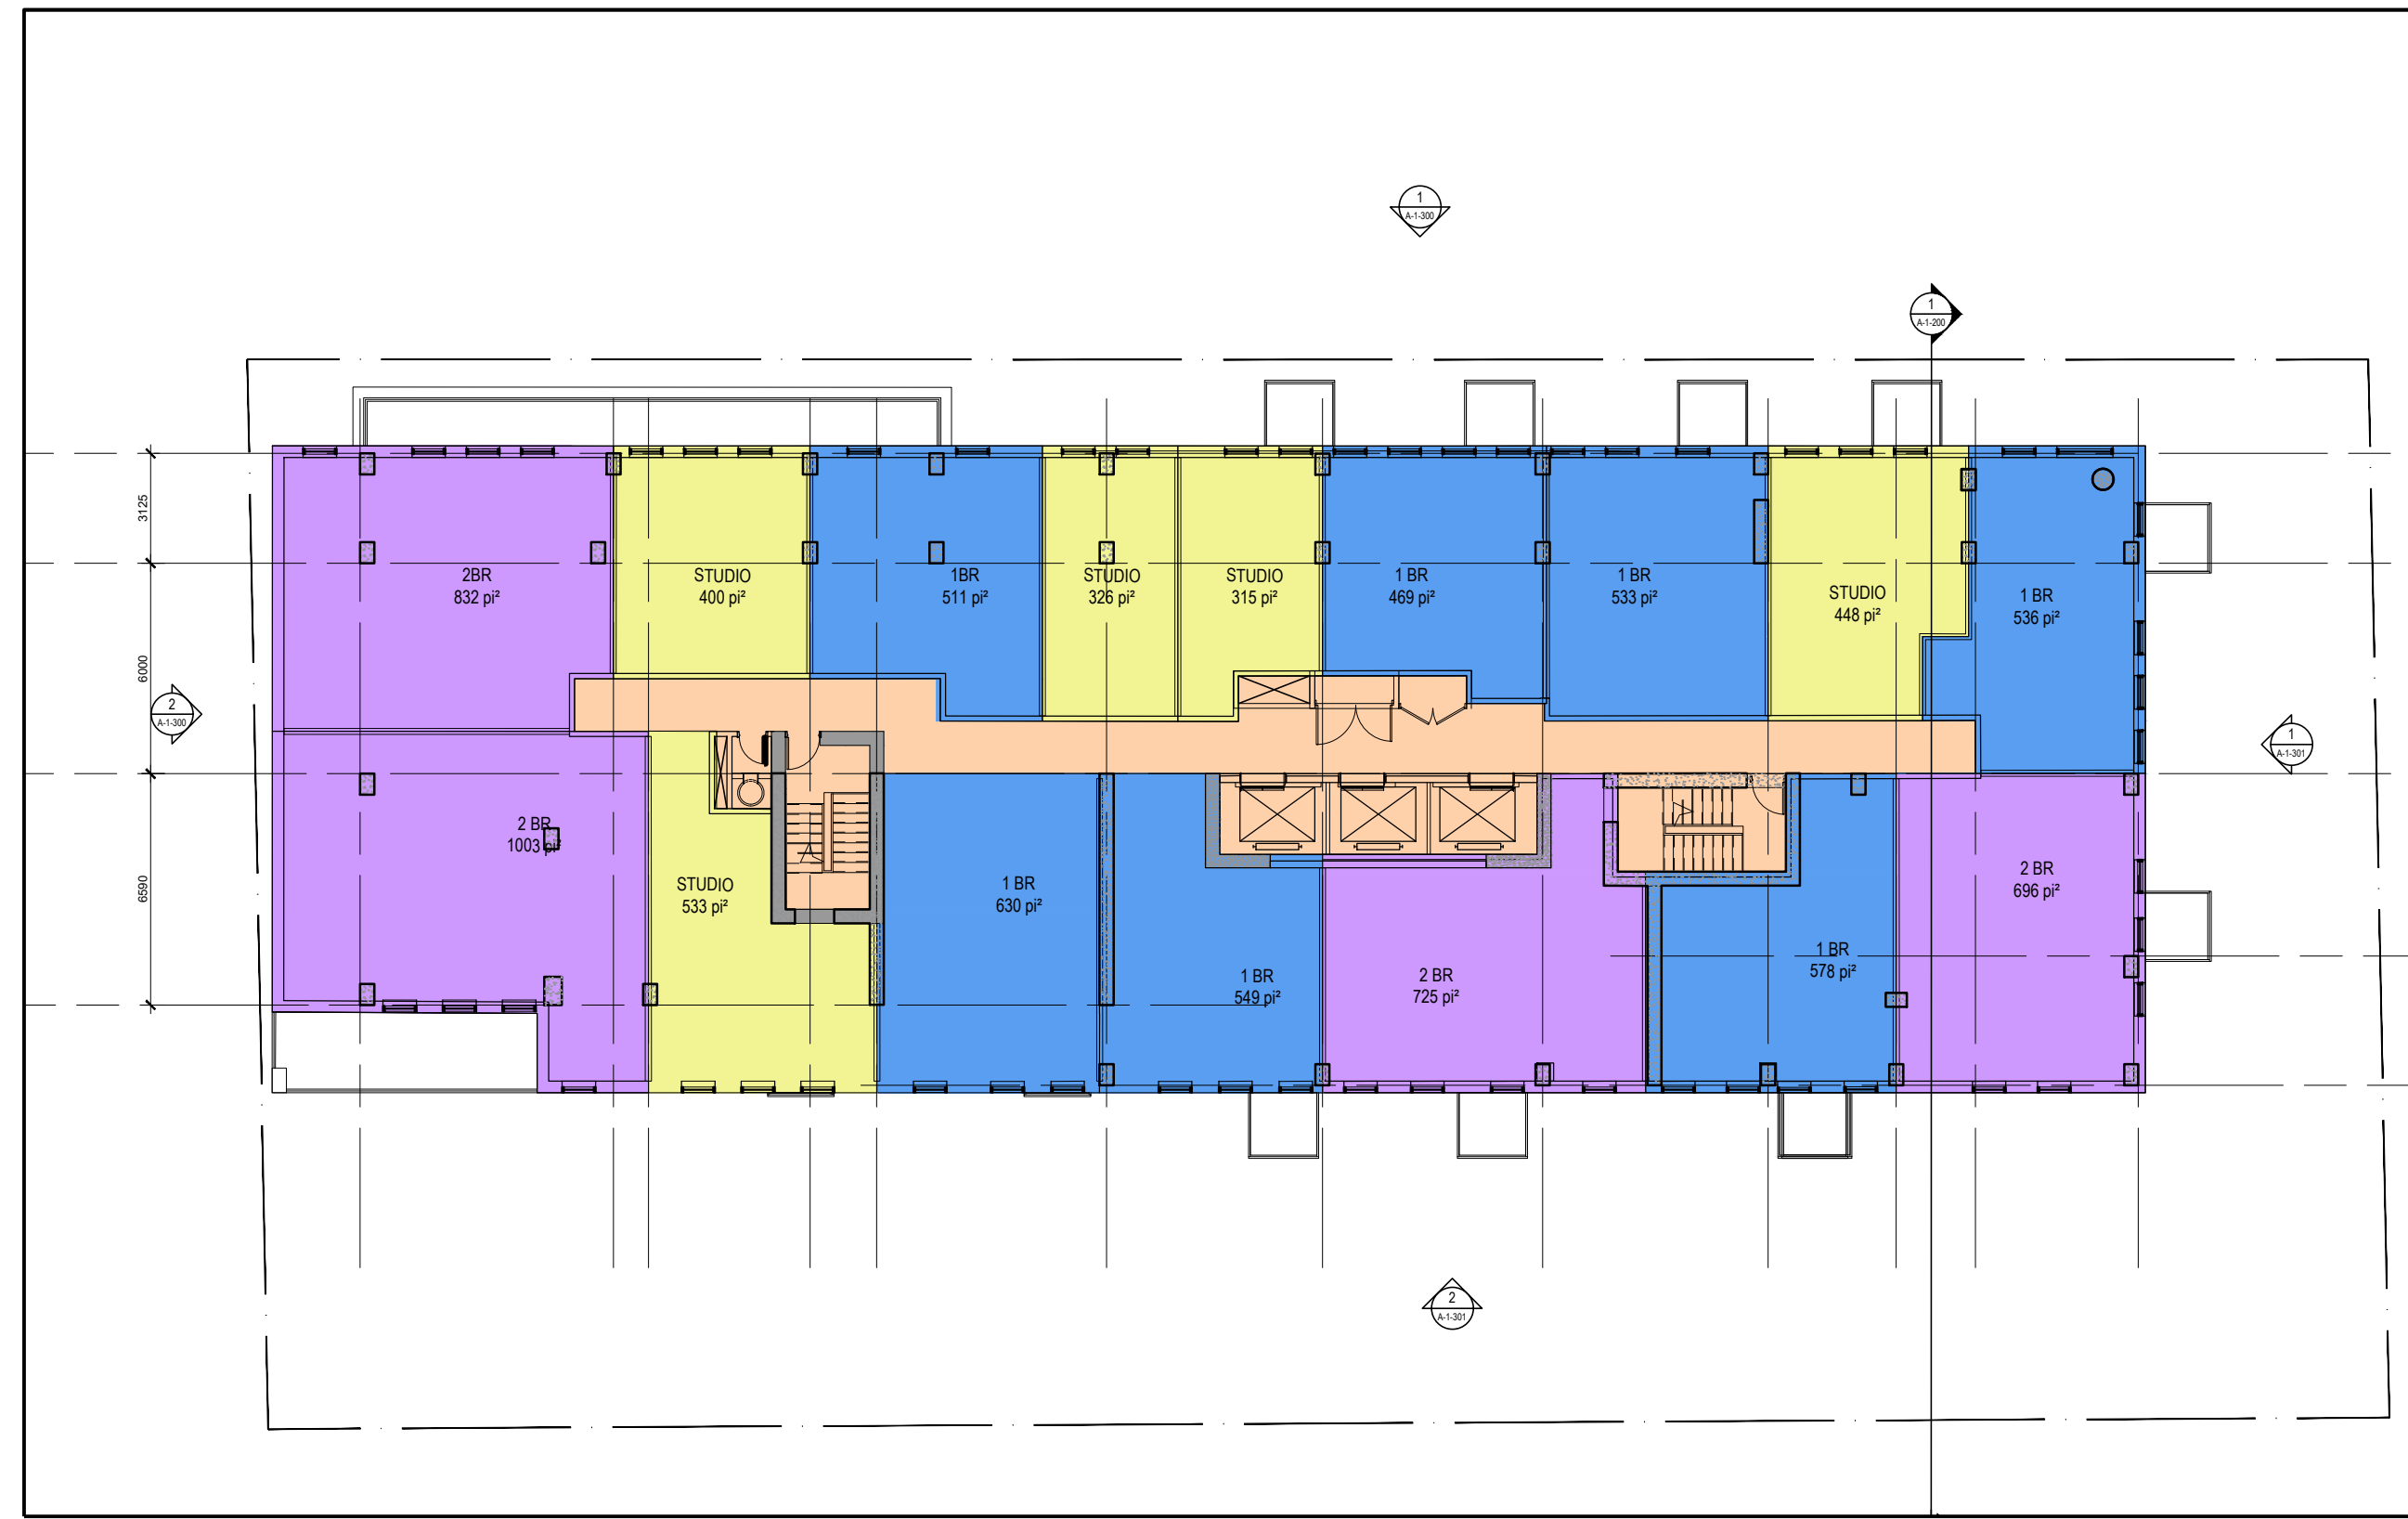 1
A-1-300
1
A-1-200
3125
6000
6590
2BR
832 pi²
STUDIO
400 pi²
1BR
511 pi²
STUDIO
326 pi²
STUDIO
315 pi²
1 BR
469 pi²
1 BR
533 pi²
STUDIO
448 pi²
1 BR
536 pi²
2
A-1-300
1
A-1-301
2 BR
1003 pi²
STUDIO
533 pi²
1 BR
630 pi²
1 BR
549 pi²
2 BR
725 pi²
1 BR
578 pi²
2 BR
696 pi²
2
A-1-301